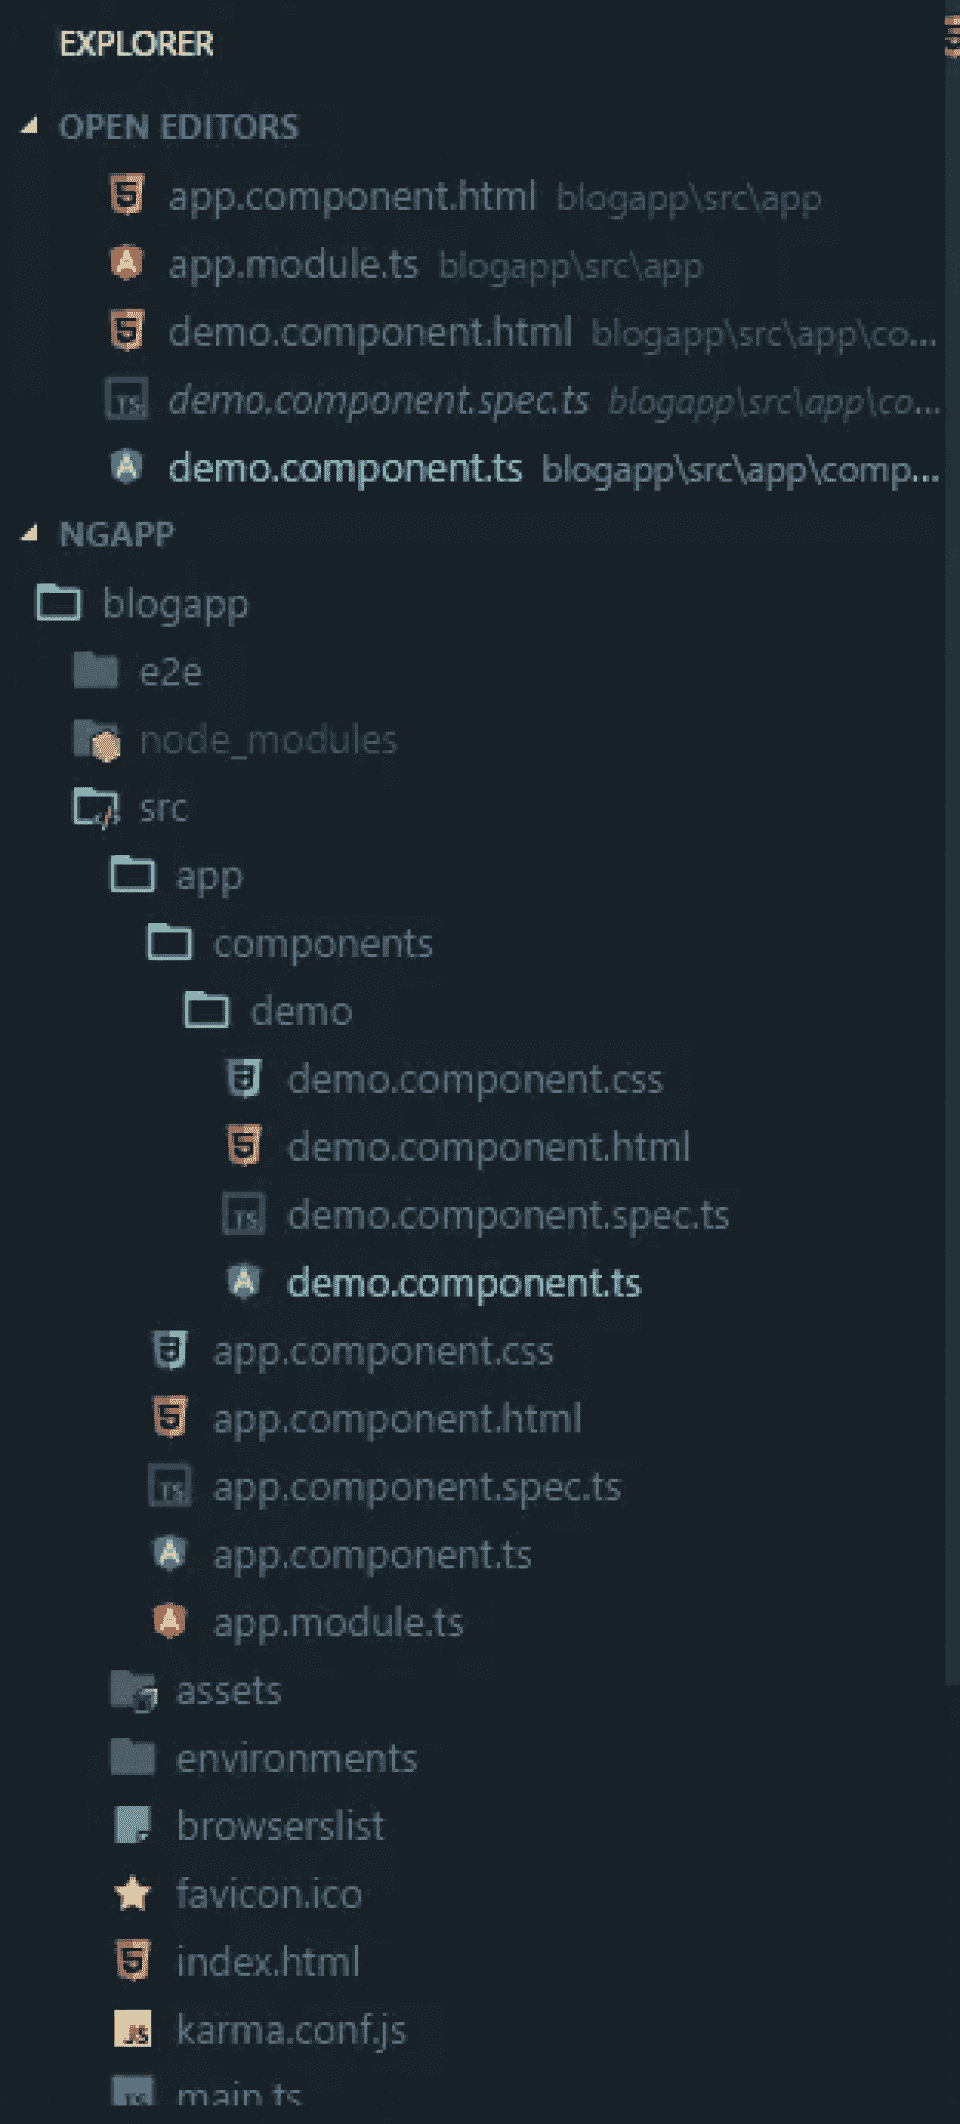 EXPLORER
OPEN EDITORS
app.component.html blogapp\src\app
app.module.ts blogapp\src\app
demo.component.html blogapp\src\app\co...
demo.component.spec.ts blogapp\src\app\co...
demo.component.ts blogapp\src\app\comp...
NGAPP
blogapp
e2e
node_modules
src
app
components
demo
demo.component.css
demo.component.html
demo.component.spec.ts
demo.component.ts
app.component.css
app.component.html
app.component.spec.ts
app.component.ts
app.module.ts
assets
environments
browserslist
favicon.ico
index.html
karma.conf.js
main.ts